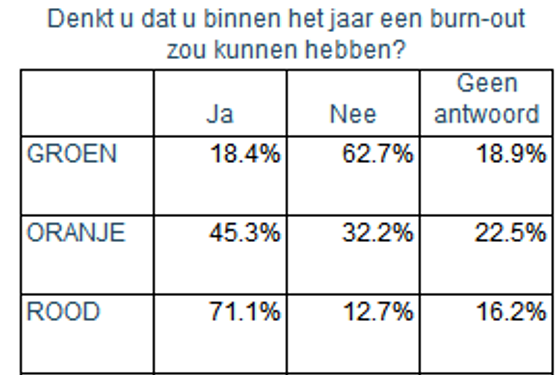 Denkt u dat u binnen het jaar een burn-out
zou kunnen hebben?
Ja Nee Geen antwoord
GROEN 18.4% 62.7% 18.9%
ORANJE 45.3% 32.2% 22.5%
ROOD 71.1% 12.7% 16.2%